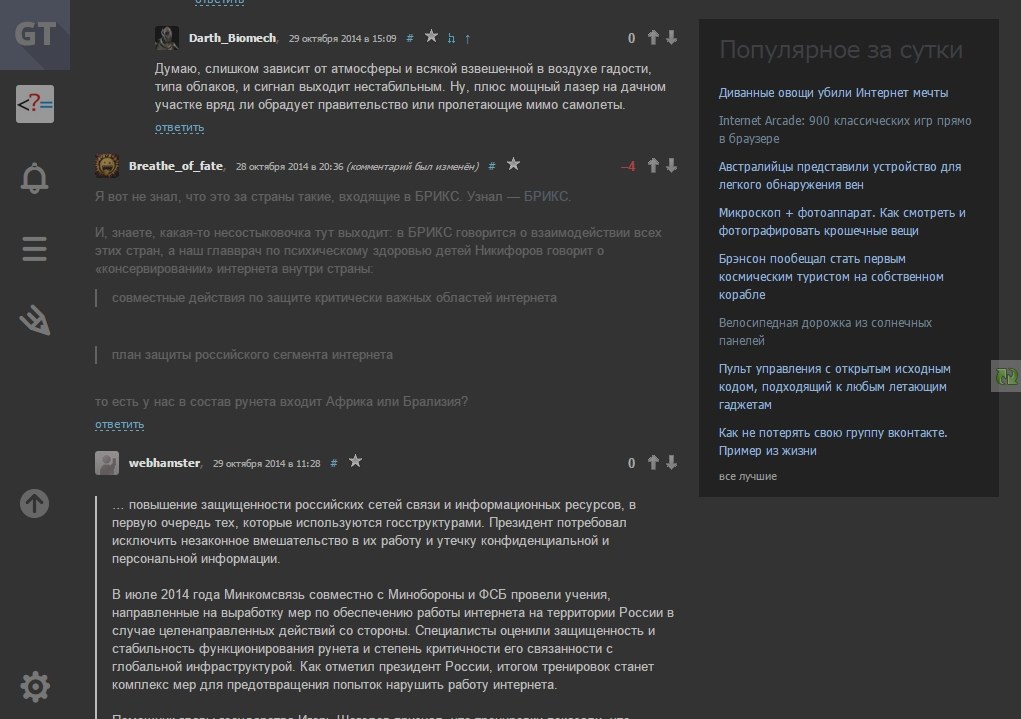 ответить
GT
<?=
Darth_Biomech, 29 октября 2014 в 15:09 # ↑ 0
Думаю, слишком зависит от атмосферы и всякой взвешенной в воздухе гадости,
типа облаков, и сигнал выходит нестабильным. Ну, плюс мощный лазер на дачном
участке вряд ли обрадует правительство или пролетающие мимо самолеты.
ответить
Breathe_of_fate, 28 октября 2014 в 20:36 (комментарий был изменён) # –4
Я вот не знал, что это за страны такие, входящие в БРИКС. Узнал — БРИКС.
И, знаете, какая-то несостыковочка тут выходит: в БРИКС говорится о взаимодействии всех
этих стран, а наш главврач по психическому здоровью детей Никифоров говорит о
«консервировании» интернета внутри страны:
совместные действия по защите критически важных областей интернета
план защиты российского сегмента интернета
то есть у нас в состав рунета входит Африка или Брализия?
ответить
webhamster, 29 октября 2014 в 11:28 # 0
… повышение защищенности российских сетей связи и информационных ресурсов, в
первую очередь тех, которые используются госструктурами. Президент потребовал
исключить незаконное вмешательство в их работу и утечку конфиденциальной и
персональной информации.
В июле 2014 года Минкомсвязь совместно с Минобороны и ФСБ провели учения,
направленные на выработку мер по обеспечению работы интернета на территории России в
случае целенаправленных действий со стороны. Специалисты оценили защищенность и
стабильность функционирования рунета и степень критичности его связанности с
глобальной инфраструктурой. Как отметил президент России, итогом тренировок станет
комплекс мер для предотвращения попыток нарушить работу интернета.
Популярное за сутки
Диванные овощи убили Интернет мечты
Internet Arcade: 900 классических игр прямо
в браузере
Австралийцы представили устройство для
легкого обнаружения вен
Микроскоп + фотоаппарат. Как смотреть и
фотографировать крошечные вещи
Брэнсон пообещал стать первым
космическим туристом на собственном
корабле
Велосипедная дорожка из солнечных
панелей
Пульт управления с открытым исходным
кодом, подходящий к любым летающим
гаджетам
Как не потерять свою группу вконтакте.
Пример из жизни
все лучшие